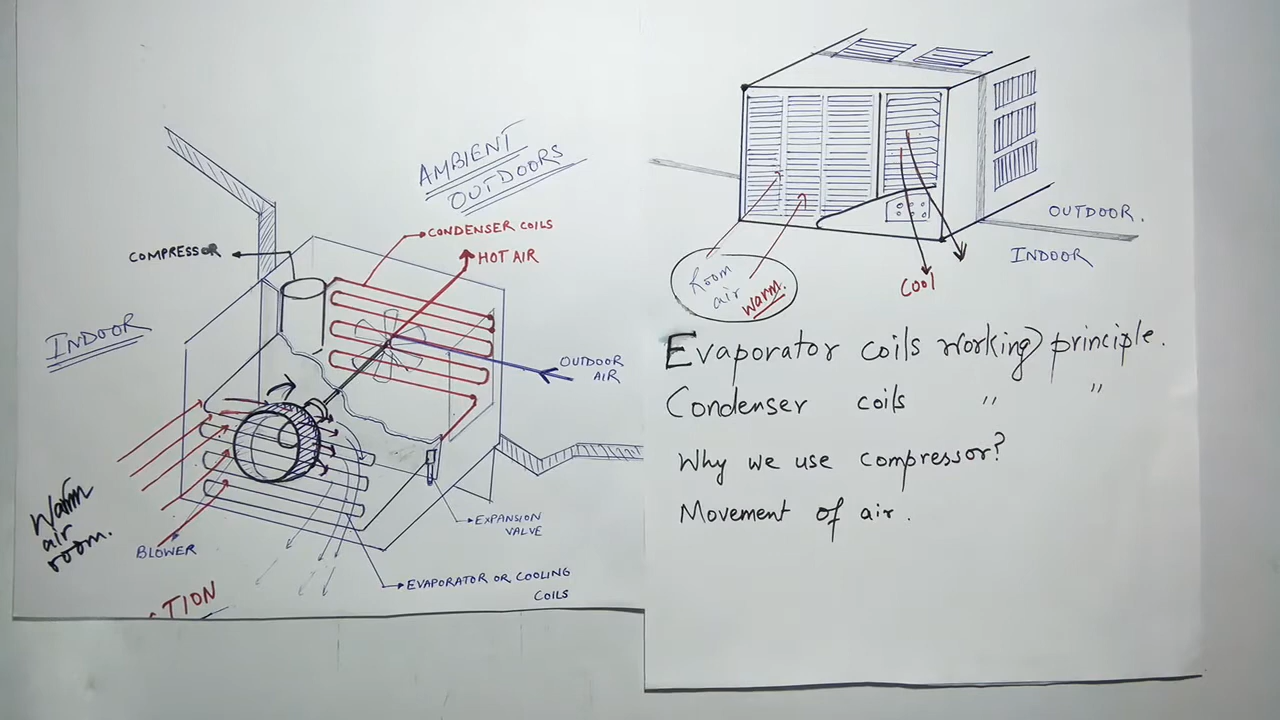 AMBIENT
OUTDOORS
CONDENSER COILS
HOT AIR
COMPRESSOR
INDOOR
OUTDOOR
AIR
Warm
air
room.
BLOWER
EXPANSION
VALVE
EVAPORATOR OR COOLING
COILS
TION
OUTDOOR.
INDOOR
Room
air
warm.
COOl
Evaporator coils working principle.
Condenser coils " "
Why we use compressor?
Movement of air.